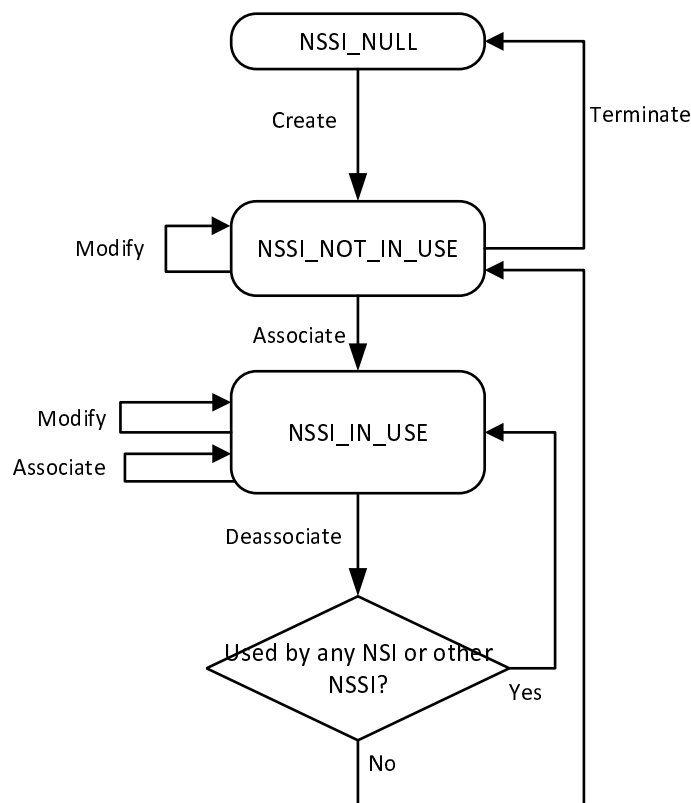 NSSI_NULL
Create
Terminate
Modify
NSSI_NOT_IN_USE
Associate
Modify
NSSI_IN_USE
Associate
Deassociate
Used by any NSI or other
NSSI?
Yes
No